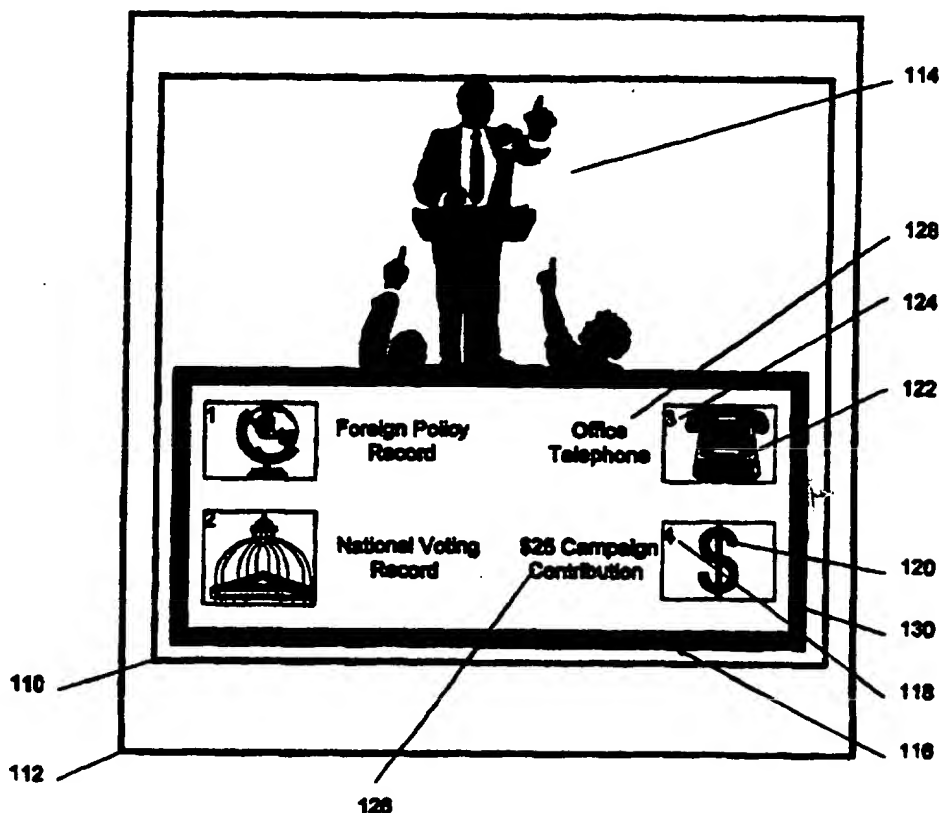 114
128
124
1
Foreign Policy
Record
Office
Telephone
3
122
2
National Voting
Record
$25 Campaign
Contribution
4
$
120
130
110
118
116
112
126